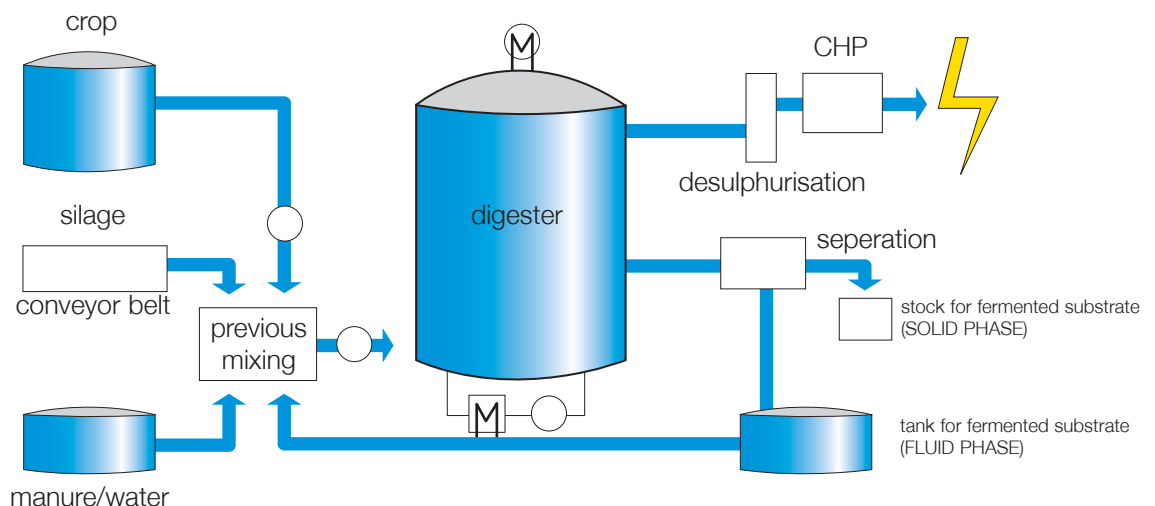 crop
CHP
M
digester
desulphurisation
silage
conveyor belt
seperation
stock for fermented substrate
(SOLID PHASE)
previous
mixing
M
tank for fermented substrate
(FLUID PHASE)
manure/water